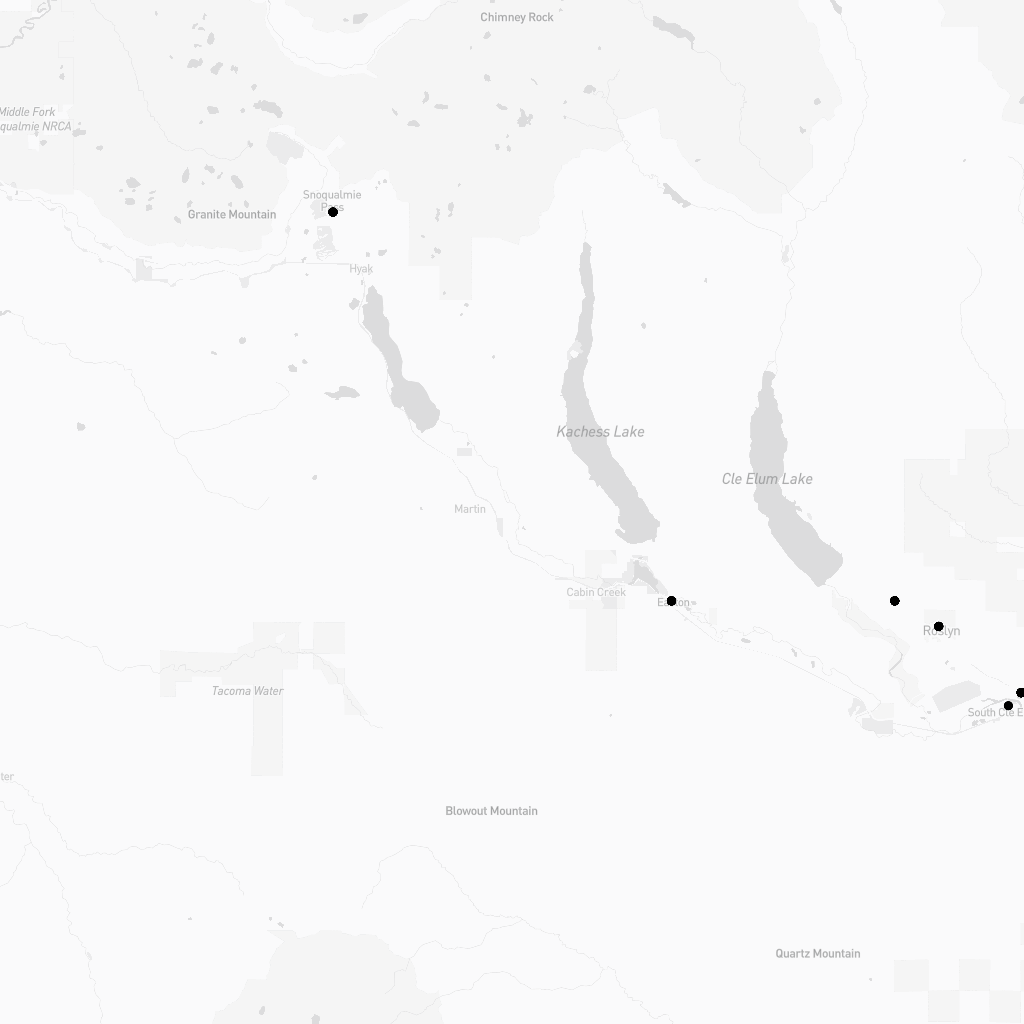 Chimney Rock
Middle Fork
qualmie NRCA
Snoqualmie
Pass
Granite Mountain
Hyak
Kachess Lake
Cle Elum Lake
Martin
Cabin Creek
Easton
Roslyn
Tacoma Water
South Cle E
ter
Blowout Mountain
Quartz Mountain